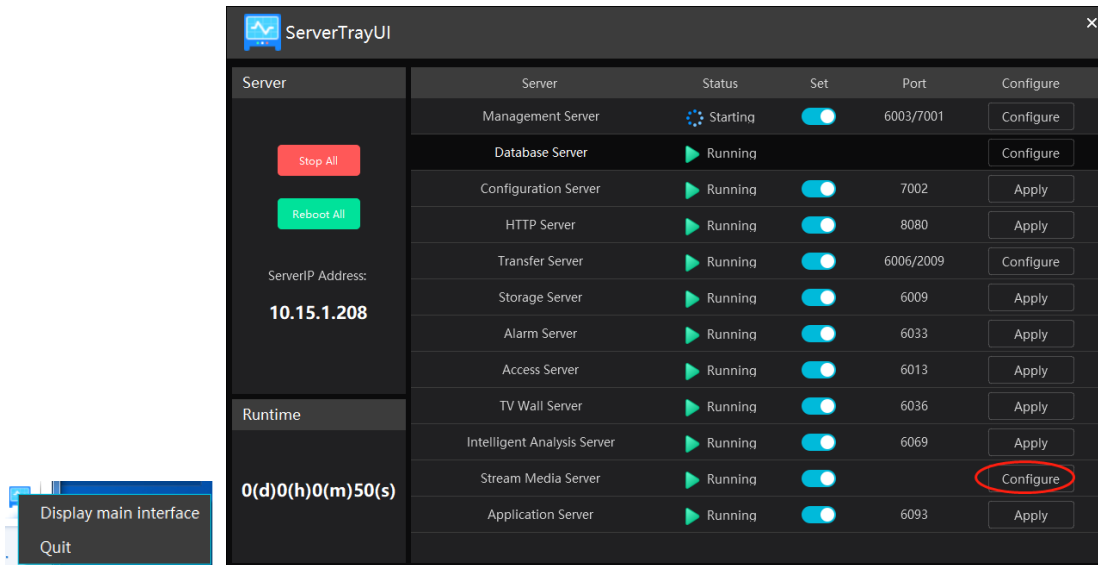 ServerTrayUI
Server
Stop All
Reboot All
ServerIP Address:
10.15.1.208
Runtime
0(d)0(h)0(m)50(s)
Server Status Set Port Configure
Management Server Starting 6003/7001 Configure
Database Server Running Configure
Configuration Server Running 7002 Apply
HTTP Server Running 8080 Apply
Transfer Server Running 6006/2009 Configure
Storage Server Running 6009 Apply
Alarm Server Running 6033 Apply
Access Server Running 6013 Apply
TV Wall Server Running 6036 Apply
Intelligent Analysis Server Running 6069 Apply
Stream Media Server Running Configure
Application Server Running 6093 Apply
Display main interface
Quit